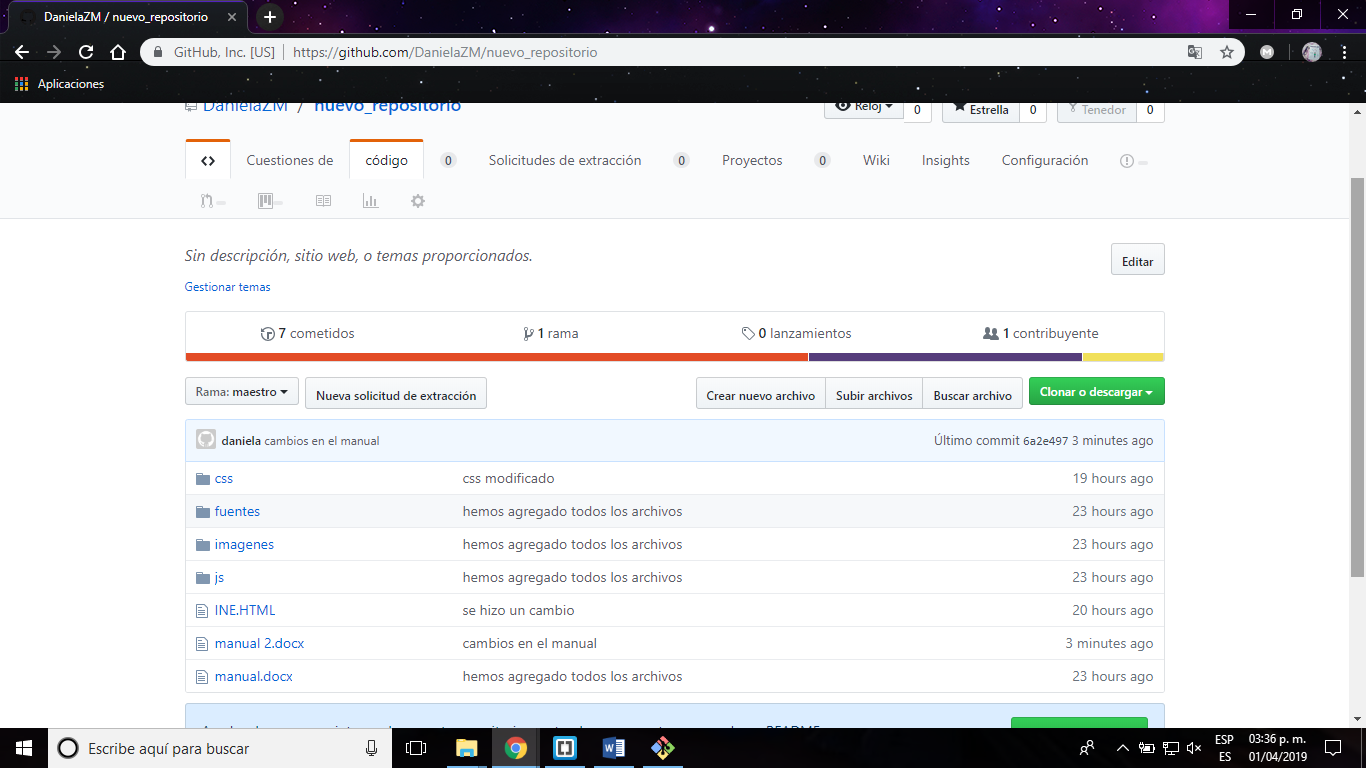 DanielaZM / nuevo_repositorio
GitHub, Inc. [US] https://github.com/DanielaZM/nuevo_repositorio
Aplicaciones
DanielaZM / nuevo_repositorio Reloj 0 Estrella 0 Tenedor 0
Cuestiones de código 0 Solicitudes de extracción 0 Proyectos 0 Wiki Insights Configuración
Sin descripción, sitio web, o temas proporcionados. Editar
Gestionar temas
7 cometidos 1 rama 0 lanzamientos 1 contribuyente
Rama: maestro Nueva solicitud de extracción Crear nuevo archivo Subir archivos Buscar archivo Clonar o descargar
daniela cambios en el manual Último commit 6a2e497 3 minutes ago
css css modificado 19 hours ago
fuentes hemos agregado todos los archivos 23 hours ago
imagenes hemos agregado todos los archivos 23 hours ago
js hemos agregado todos los archivos 23 hours ago
INE.HTML se hizo un cambio 20 hours ago
manual 2.docx cambios en el manual 3 minutes ago
manual.docx hemos agregado todos los archivos 23 hours ago
Escribe aquí para buscar ESP 03:36 p. m.
ES 01/04/2019